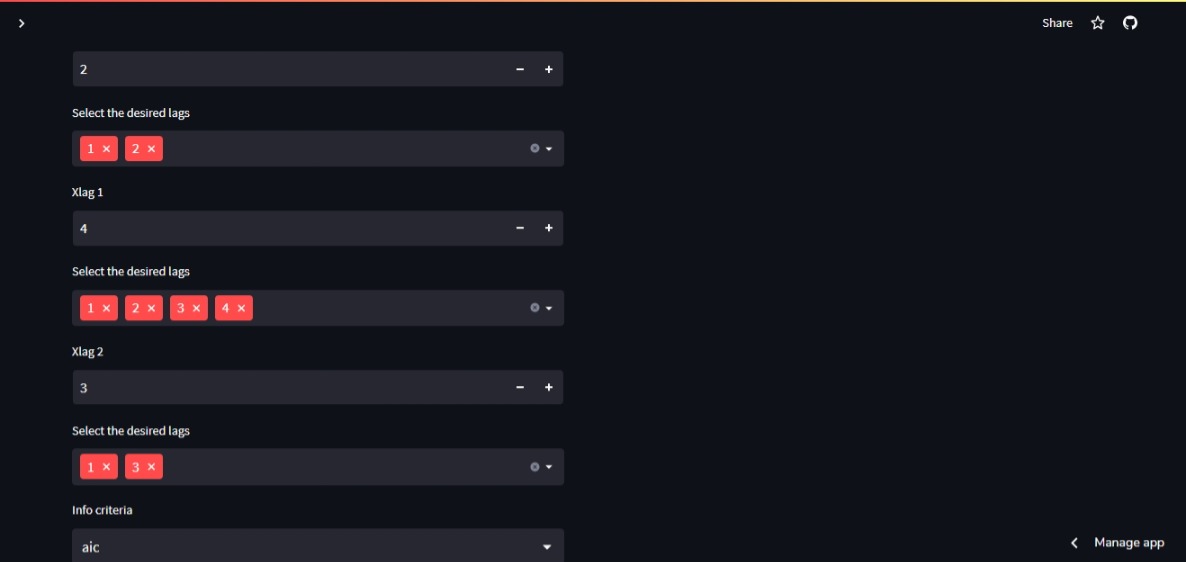 Share
2
Select the desired lags
1 × 2 ×
Xlag 1
4
Select the desired lags
1 × 2 × 3 × 4 ×
Xlag 2
3
Select the desired lags
1 × 3 ×
Info criteria
aic
Manage app